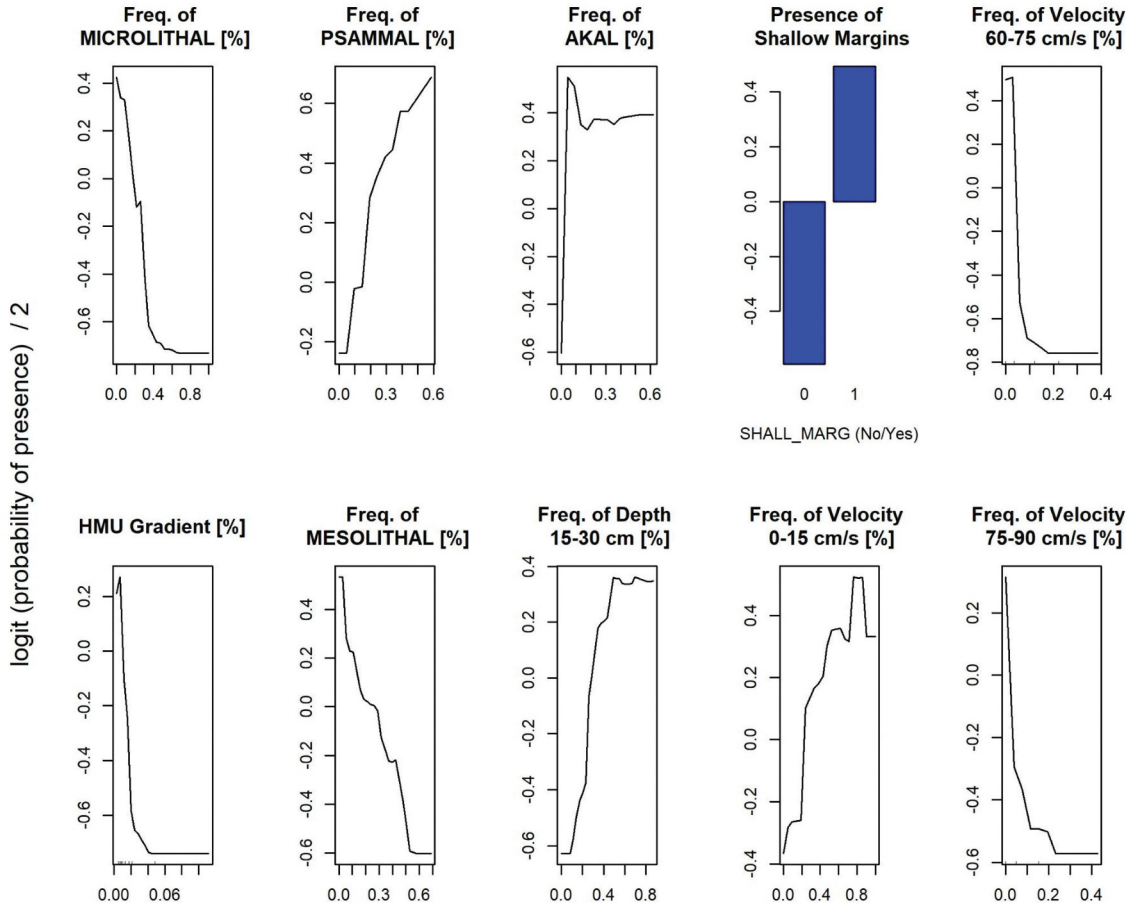 Freq. of
MICROLITHAL [%]
Freq. of
PSAMMAL [%]
Freq. of
AKAL [%]
Presence of
Shallow Margins
Freq. of Velocity
60-75 cm/s [%]
0.4
0.2
0.0
-0.2
-0.4
-0.6
0.0 0.4 0.8
0.6
0.4
0.2
0.0
-0.2
0.0 0.2 0.4 0.6
0.4
0.2
0.0
-0.2
-0.4
-0.6
0.0 0.2 0.4 0.6
0.4
0.2
0.0
-0.2
-0.4
0 1
SHALL_MARG (No/Yes)
0.4
0.2
0.0
-0.2
-0.4
-0.6
-0.8
0.0 0.2 0.4
logit (probability of presence) / 2
HMU Gradient [%]
Freq. of
MESOLITHAL [%]
Freq. of Depth
15-30 cm [%]
Freq. of Velocity
0-15 cm/s [%]
Freq. of Velocity
75-90 cm/s [%]
0.2
0.0
-0.2
-0.4
-0.6
0.00 0.06
0.4
0.2
0.0
-0.2
-0.4
-0.6
0.0 0.2 0.4 0.6
0.4
0.2
0.0
-0.2
-0.4
-0.6
0.0 0.4 0.8
0.4
0.2
0.0
-0.2
-0.4
0.0 0.4 0.8
0.2
0.0
-0.2
-0.4
-0.6
0.0 0.2 0.4